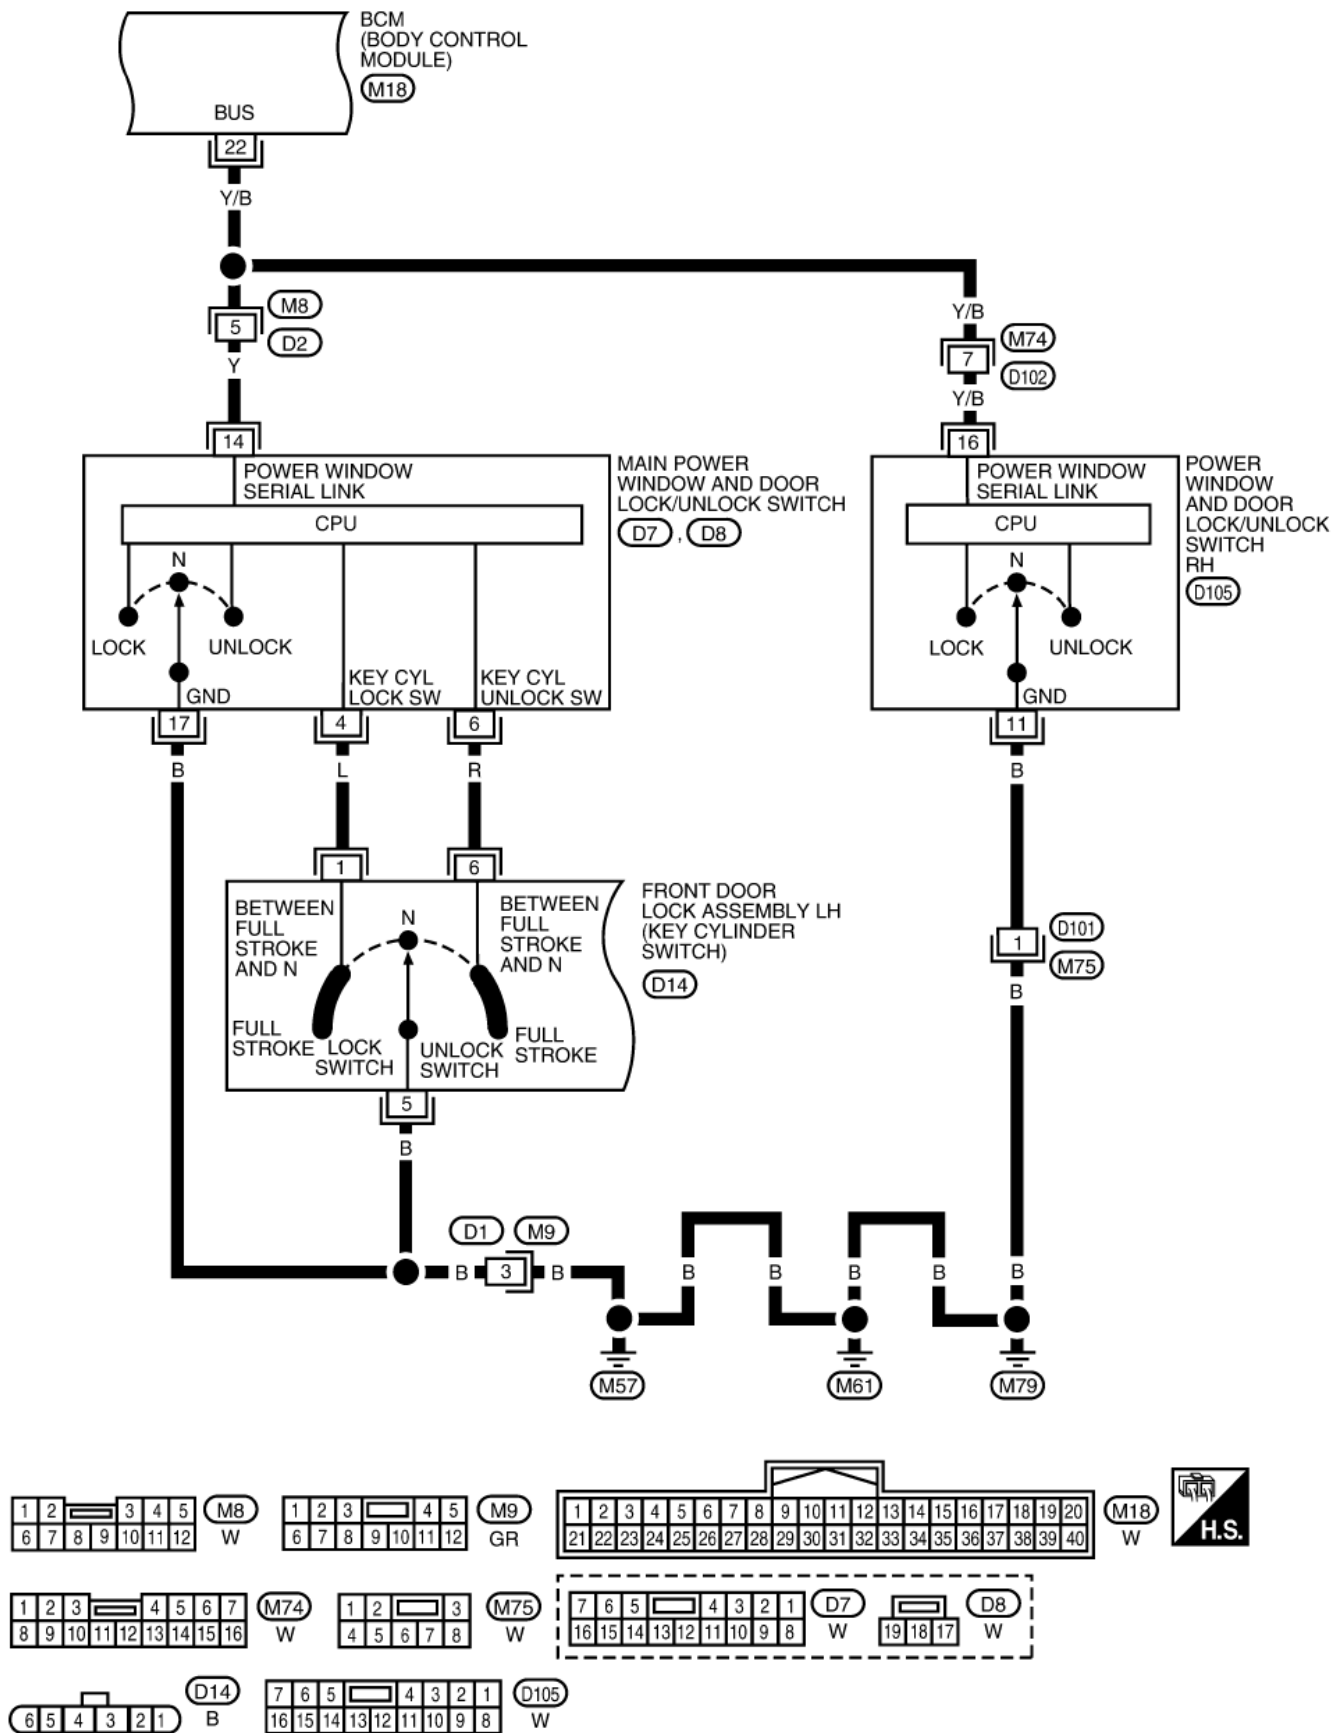 BCM
(BODY CONTROL
MODULE)
M18
BUS
22
Y/B
M8
5
D2
Y
Y/B
M74
7
D102
Y/B
14
POWER WINDOW
SERIAL LINK
CPU
N
LOCK
UNLOCK
GND
KEY CYL
LOCK SW
KEY CYL
UNLOCK SW
MAIN POWER
WINDOW AND DOOR
LOCK/UNLOCK SWITCH
D7 , D8
16
POWER WINDOW
SERIAL LINK
CPU
N
LOCK
UNLOCK
GND
POWER
WINDOW
AND DOOR
LOCK/UNLOCK
SWITCH
RH
D105
17
4
6
11
B
L
R
B
1
6
BETWEEN
FULL
STROKE
AND N
N
BETWEEN
FULL
STROKE
AND N
FULL
STROKE
LOCK
SWITCH
UNLOCK
SWITCH
FULL
STROKE
FRONT DOOR
LOCK ASSEMBLY LH
(KEY CYLINDER
SWITCH)
D14
D101
1
M75
B
5
B
D1 M9
B 3 B
B B B B B
M57 M61 M79
1 2 3 4 5
6 7 8 9 10 11 12
M8
W
1 2 3 4 5
6 7 8 9 10 11 12
M9
GR
1 2 3 4 5 6 7 8 9 10 11 12 13 14 15 16 17 18 19 20
21 22 23 24 25 26 27 28 29 30 31 32 33 34 35 36 37 38 39 40
M18
W
H.S.
1 2 3 4 5 6 7
8 9 10 11 12 13 14 15 16
M74
W
1 2 3
4 5 6 7 8
M75
W
7 6 5 4 3 2 1
16 15 14 13 12 11 10 9 8
D7
W
19 18 17
D8
W
6 5 4 3 2 1
D14
B
7 6 5 4 3 2 1
16 15 14 13 12 11 10 9 8
D105
W